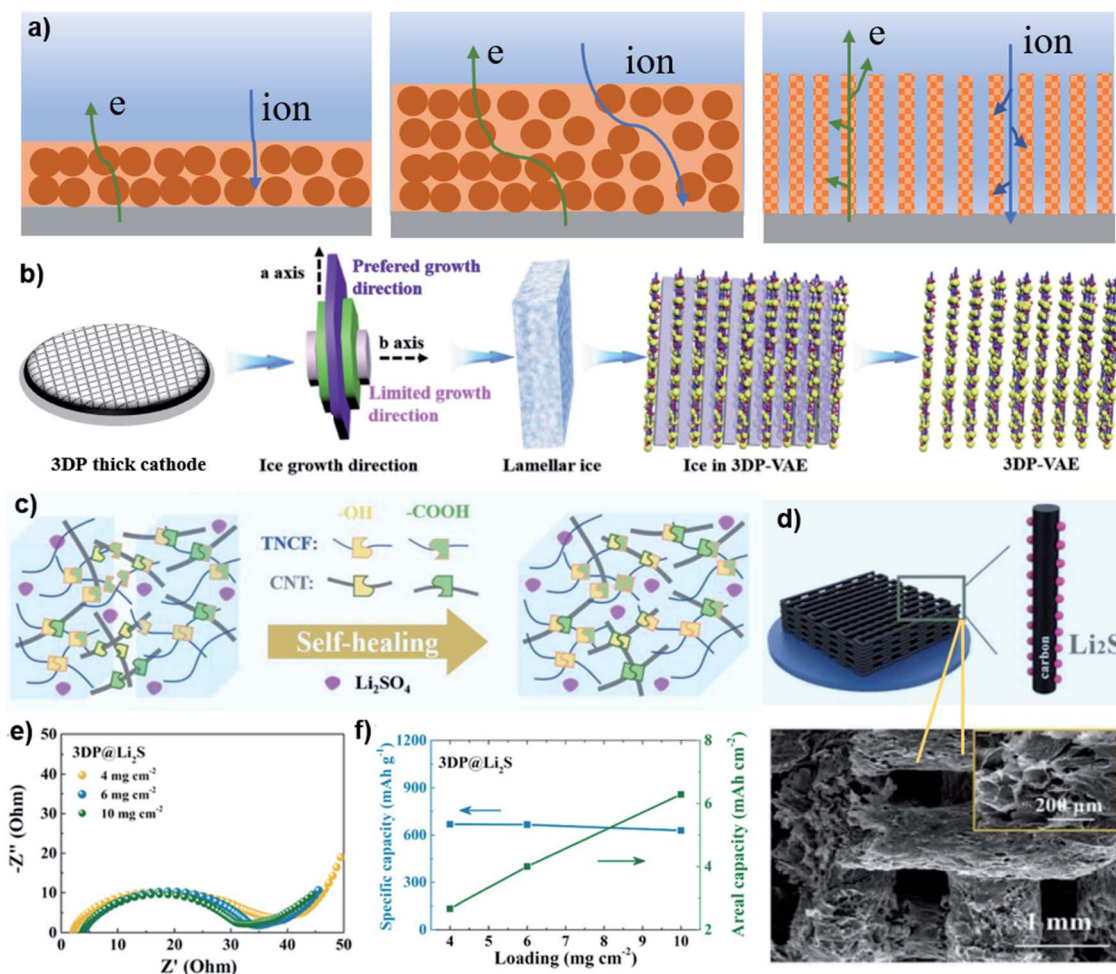 a)
e
ion
e
ion
e
ion
b)
a axis
Prefered growth
direction
b axis
Limited growth
direction
3DP thick cathode
Ice growth direction
Lamellar ice
Ice in 3DP-VAE
3DP-VAE
c)
-OH
-COOH
TNCF:
CNT:
Self-healing
Li₂SO₄
d)
carbon
Li₂S
200 μm
1 mm
e)
3DP@Li₂S
4 mg cm⁻²
6 mg cm⁻²
10 mg cm⁻²
-Z'' (Ohm)
50
40
30
20
10
0
0 10 20 30 40 50
Z' (Ohm)
f)
3DP@Li₂S
Specific capacity (mAh g⁻¹)
1200
900
600
300
0
4 5 6 7 8 9 10
Loading (mg cm⁻²)
8
6
4
2
Areal capacity (mAh cm⁻²)